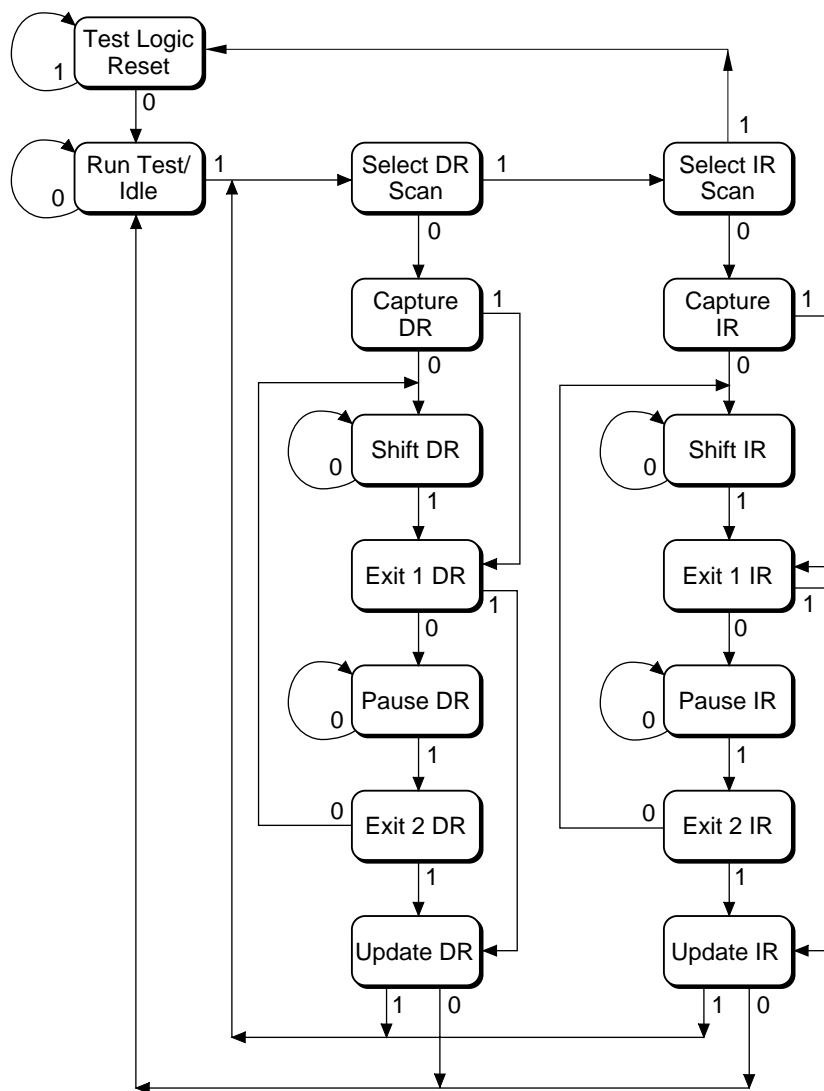 Test Logic
Reset
1
0
1
Run Test/
Idle
0
1
Select DR
Scan
1
Select IR
Scan
0
0
Capture
DR
1
Capture
IR
1
0
0
Shift DR
0
Shift IR
0
1
1
Exit 1 DR
1
Exit 1 IR
1
0
0
Pause DR
0
Pause IR
0
1
1
0
Exit 2 DR
0
Exit 2 IR
1
1
Update DR
Update IR
1
0
1
0